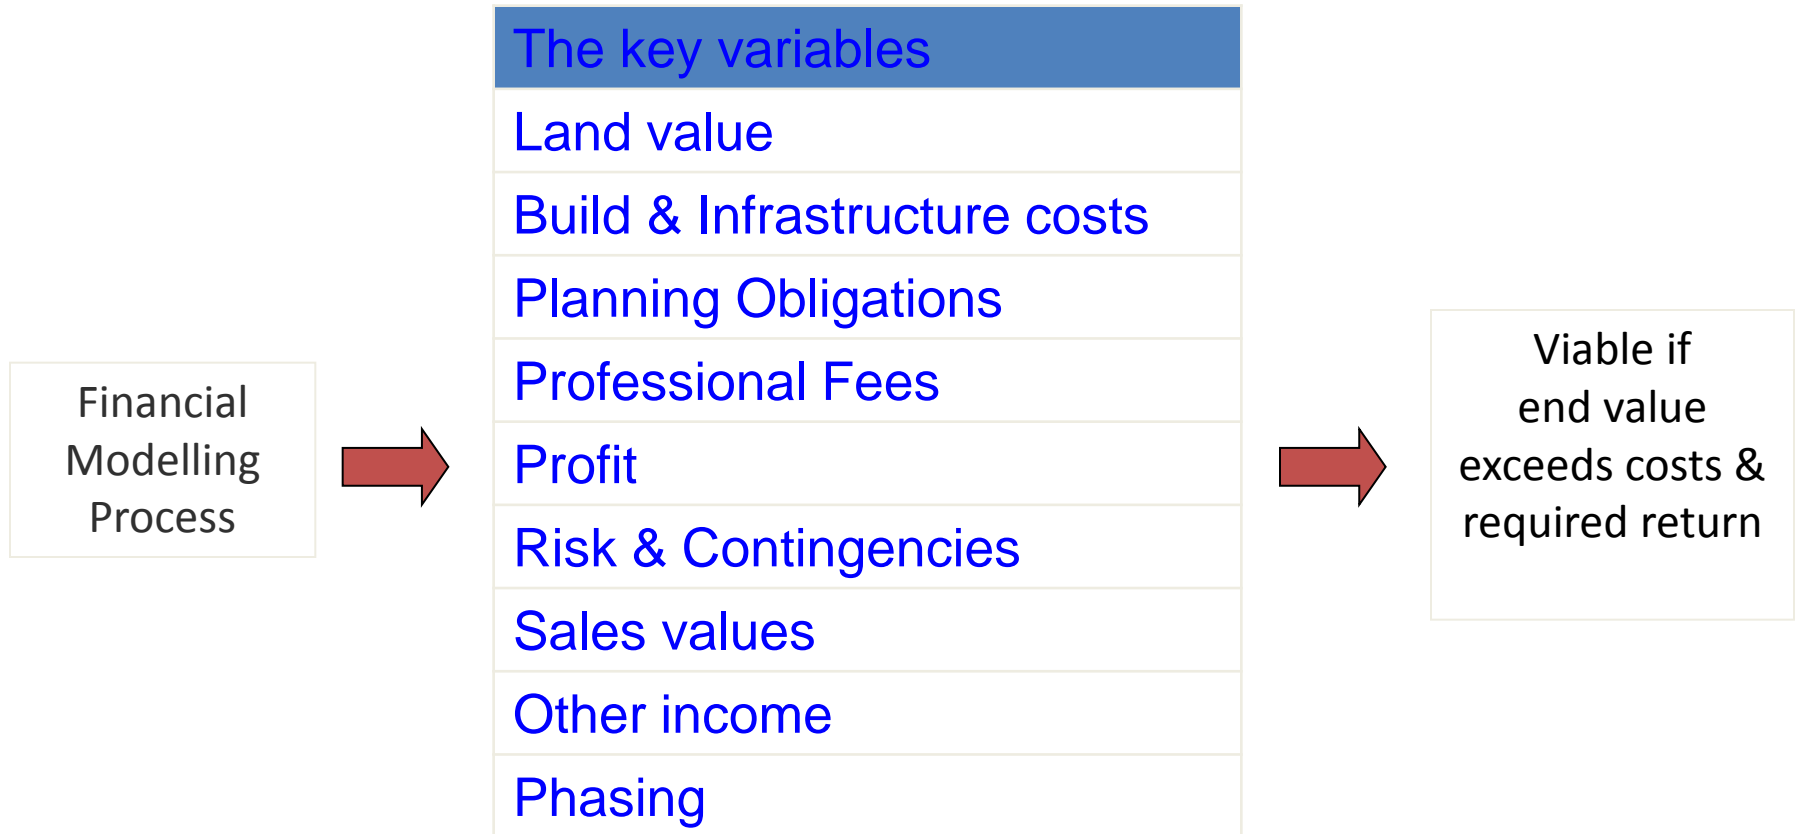 Financial
Modelling
Process
The key variables
Land value
Build & Infrastructure costs
Planning Obligations
Professional Fees
Profit
Risk & Contingencies
Sales values
Other income
Phasing
Viable if
end value
exceeds costs &
required return